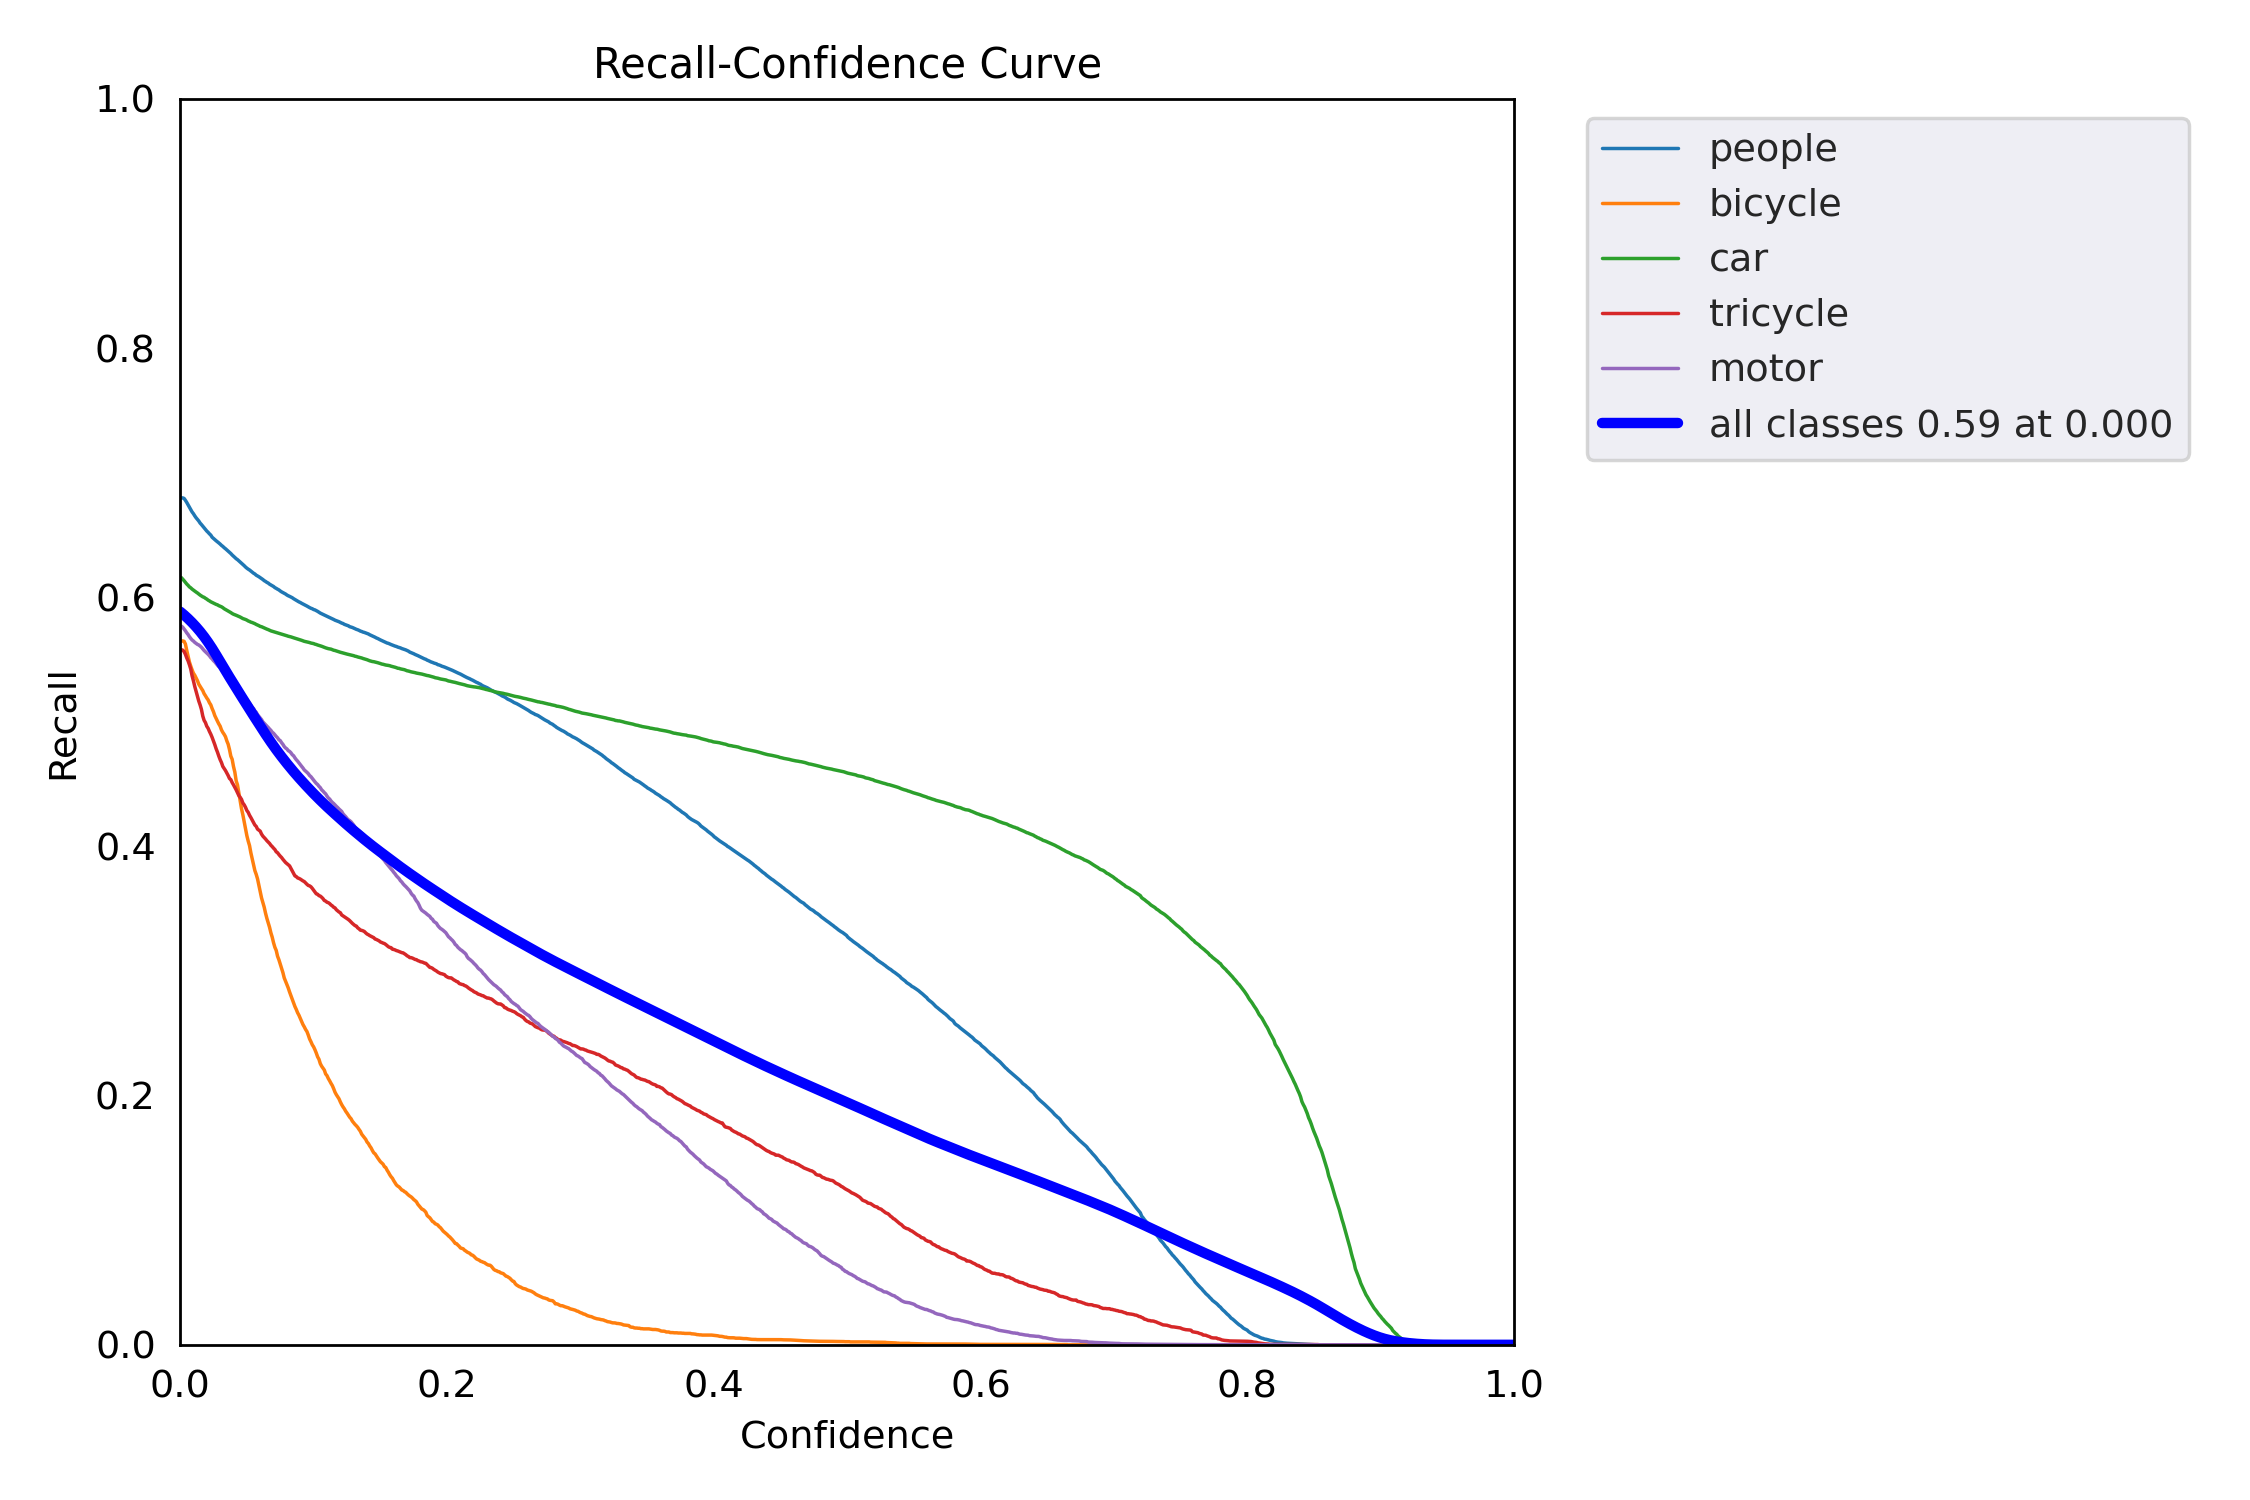 Recall-Confidence Curve
1.0
0.8
0.6
0.4
0.2
0.0
Recall
0.0 0.2 0.4 0.6 0.8 1.0
Confidence
people
bicycle
car
tricycle
motor
all classes 0.59 at 0.000